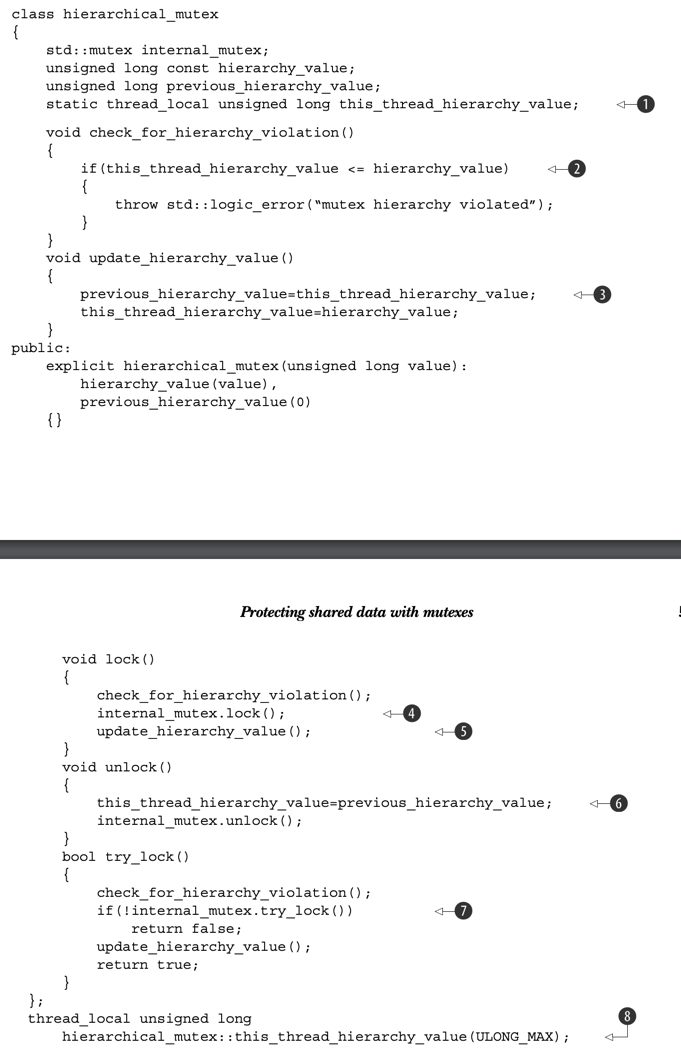 class hierarchical_mutex
{
    std::mutex internal_mutex;
    unsigned long const hierarchy_value;
    unsigned long previous_hierarchy_value;
    static thread_local unsigned long this_thread_hierarchy_value; 1
    void check_for_hierarchy_violation()
    {
        if(this_thread_hierarchy_value <= hierarchy_value) 2
        {
            throw std::logic_error(“mutex hierarchy violated”);
        }
    }
    void update_hierarchy_value()
    {
        previous_hierarchy_value=this_thread_hierarchy_value; 3
        this_thread_hierarchy_value=hierarchy_value;
    }
public:
    explicit hierarchical_mutex(unsigned long value):
        hierarchy_value(value),
        previous_hierarchy_value(0)
    {}
Protecting shared data with mutexes
    void lock()
    {
        check_for_hierarchy_violation();
        internal_mutex.lock(); 4
        update_hierarchy_value(); 5
    }
    void unlock()
    {
        this_thread_hierarchy_value=previous_hierarchy_value; 6
        internal_mutex.unlock();
    }
    bool try_lock()
    {
        check_for_hierarchy_violation();
        if(!internal_mutex.try_lock()) 7
            return false;
        update_hierarchy_value();
        return true;
    }
};
thread_local unsigned long 8
    hierarchical_mutex::this_thread_hierarchy_value(ULONG_MAX);